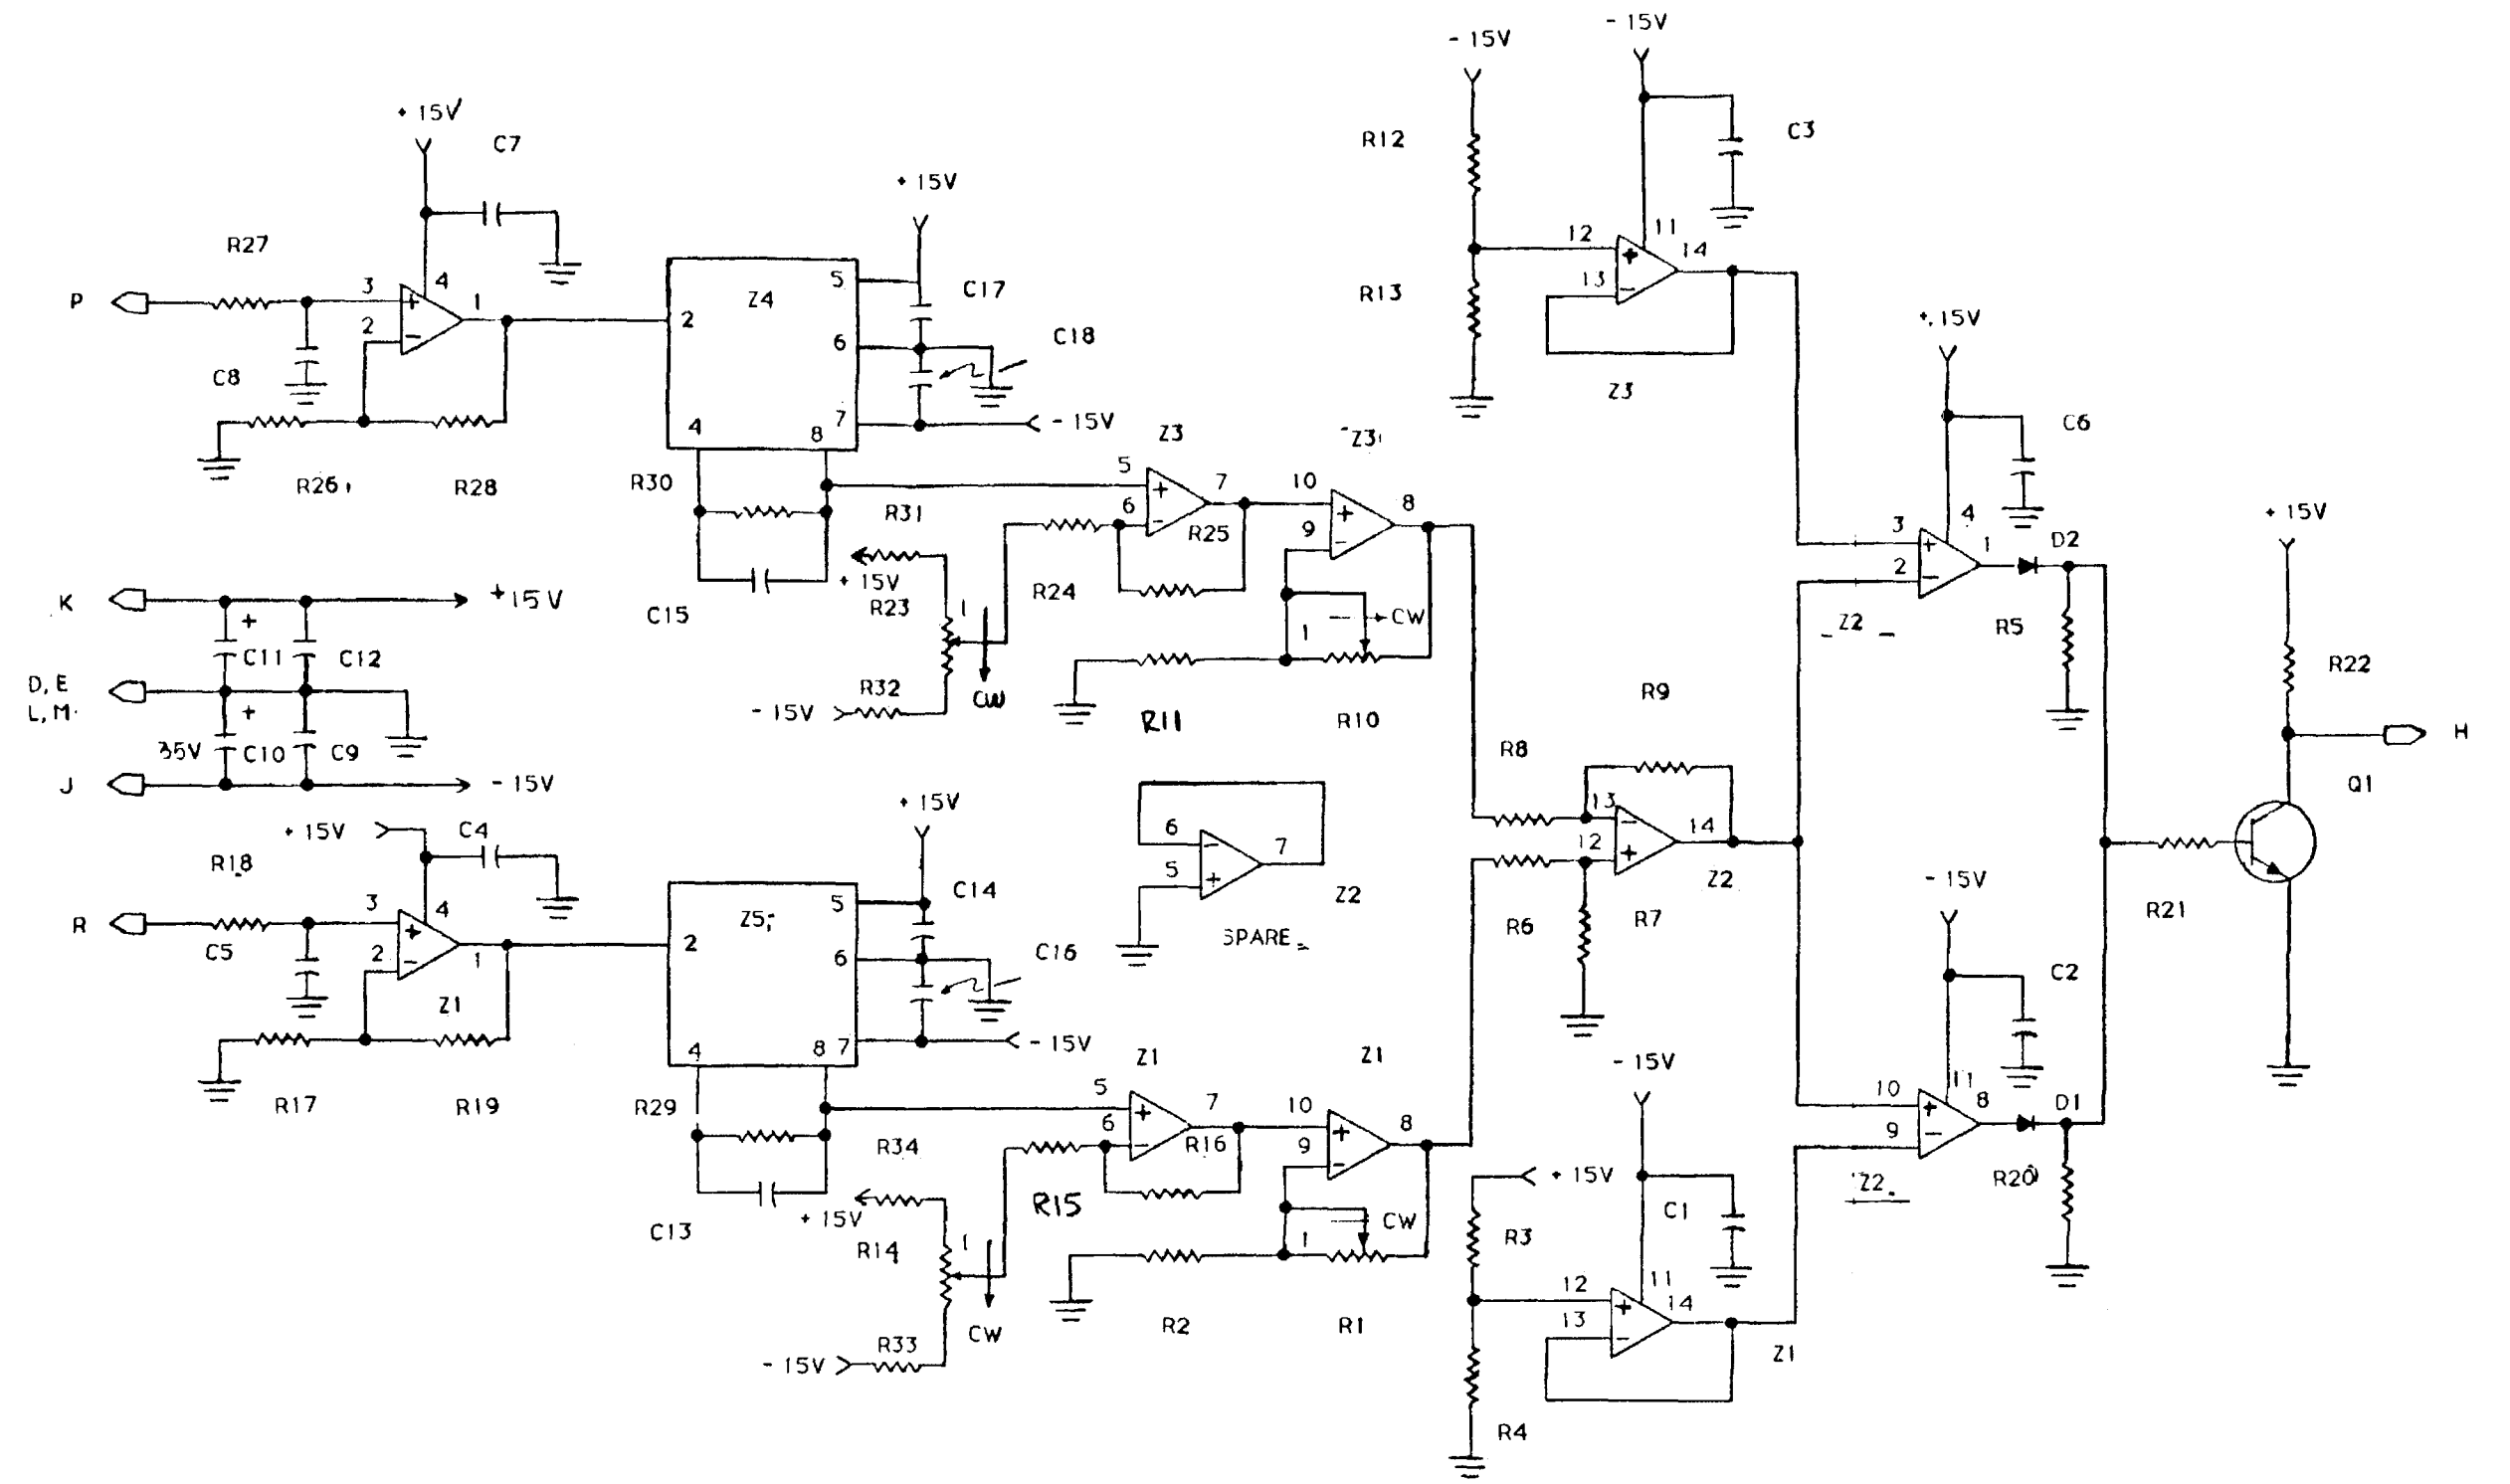 - 15V
- 15V
+ 15V
C7
R12
C3
+ 15V
R27
12
11
14
P
3
4
1
2
Z4
5
C17
13
R13
2
6
C18
C8
+ 15V
Z3
4
8
7
- 15V
Z3
Z3
C6
R26
R28
R30
5
7
10
8
R31
6
R25
9
+ 15V
3
4
1
D2
2
K
+ 15V
C15
+ 15V
R23
1
R24
CW
1
Z2
R5
C11
C12
R22
D, E
L, M
R32
CW
R9
- 15V
R11
R10
35V
C10
C9
R8
H
J
- 15V
Q1
+ 15V
+ 15V
C4
13
14
12
6
7
5
Z2
R18
C14
Z2
- 15V
R
3
4
Z5
5
R6
R7
R21
C5
2
1
2
6
C16
SPARE
C2
Z1
4
8
7
- 15V
Z1
Z1
- 15V
R17
R19
R29
5
7
10
8
10
11
8
D1
R34
6
R16
9
9
C13
+ 15V
R15
+ 15V
Z2
R20
R14
1
CW
1
C1
R3
12
11
14
R33
CW
R2
R1
13
- 15V
Z1
R4